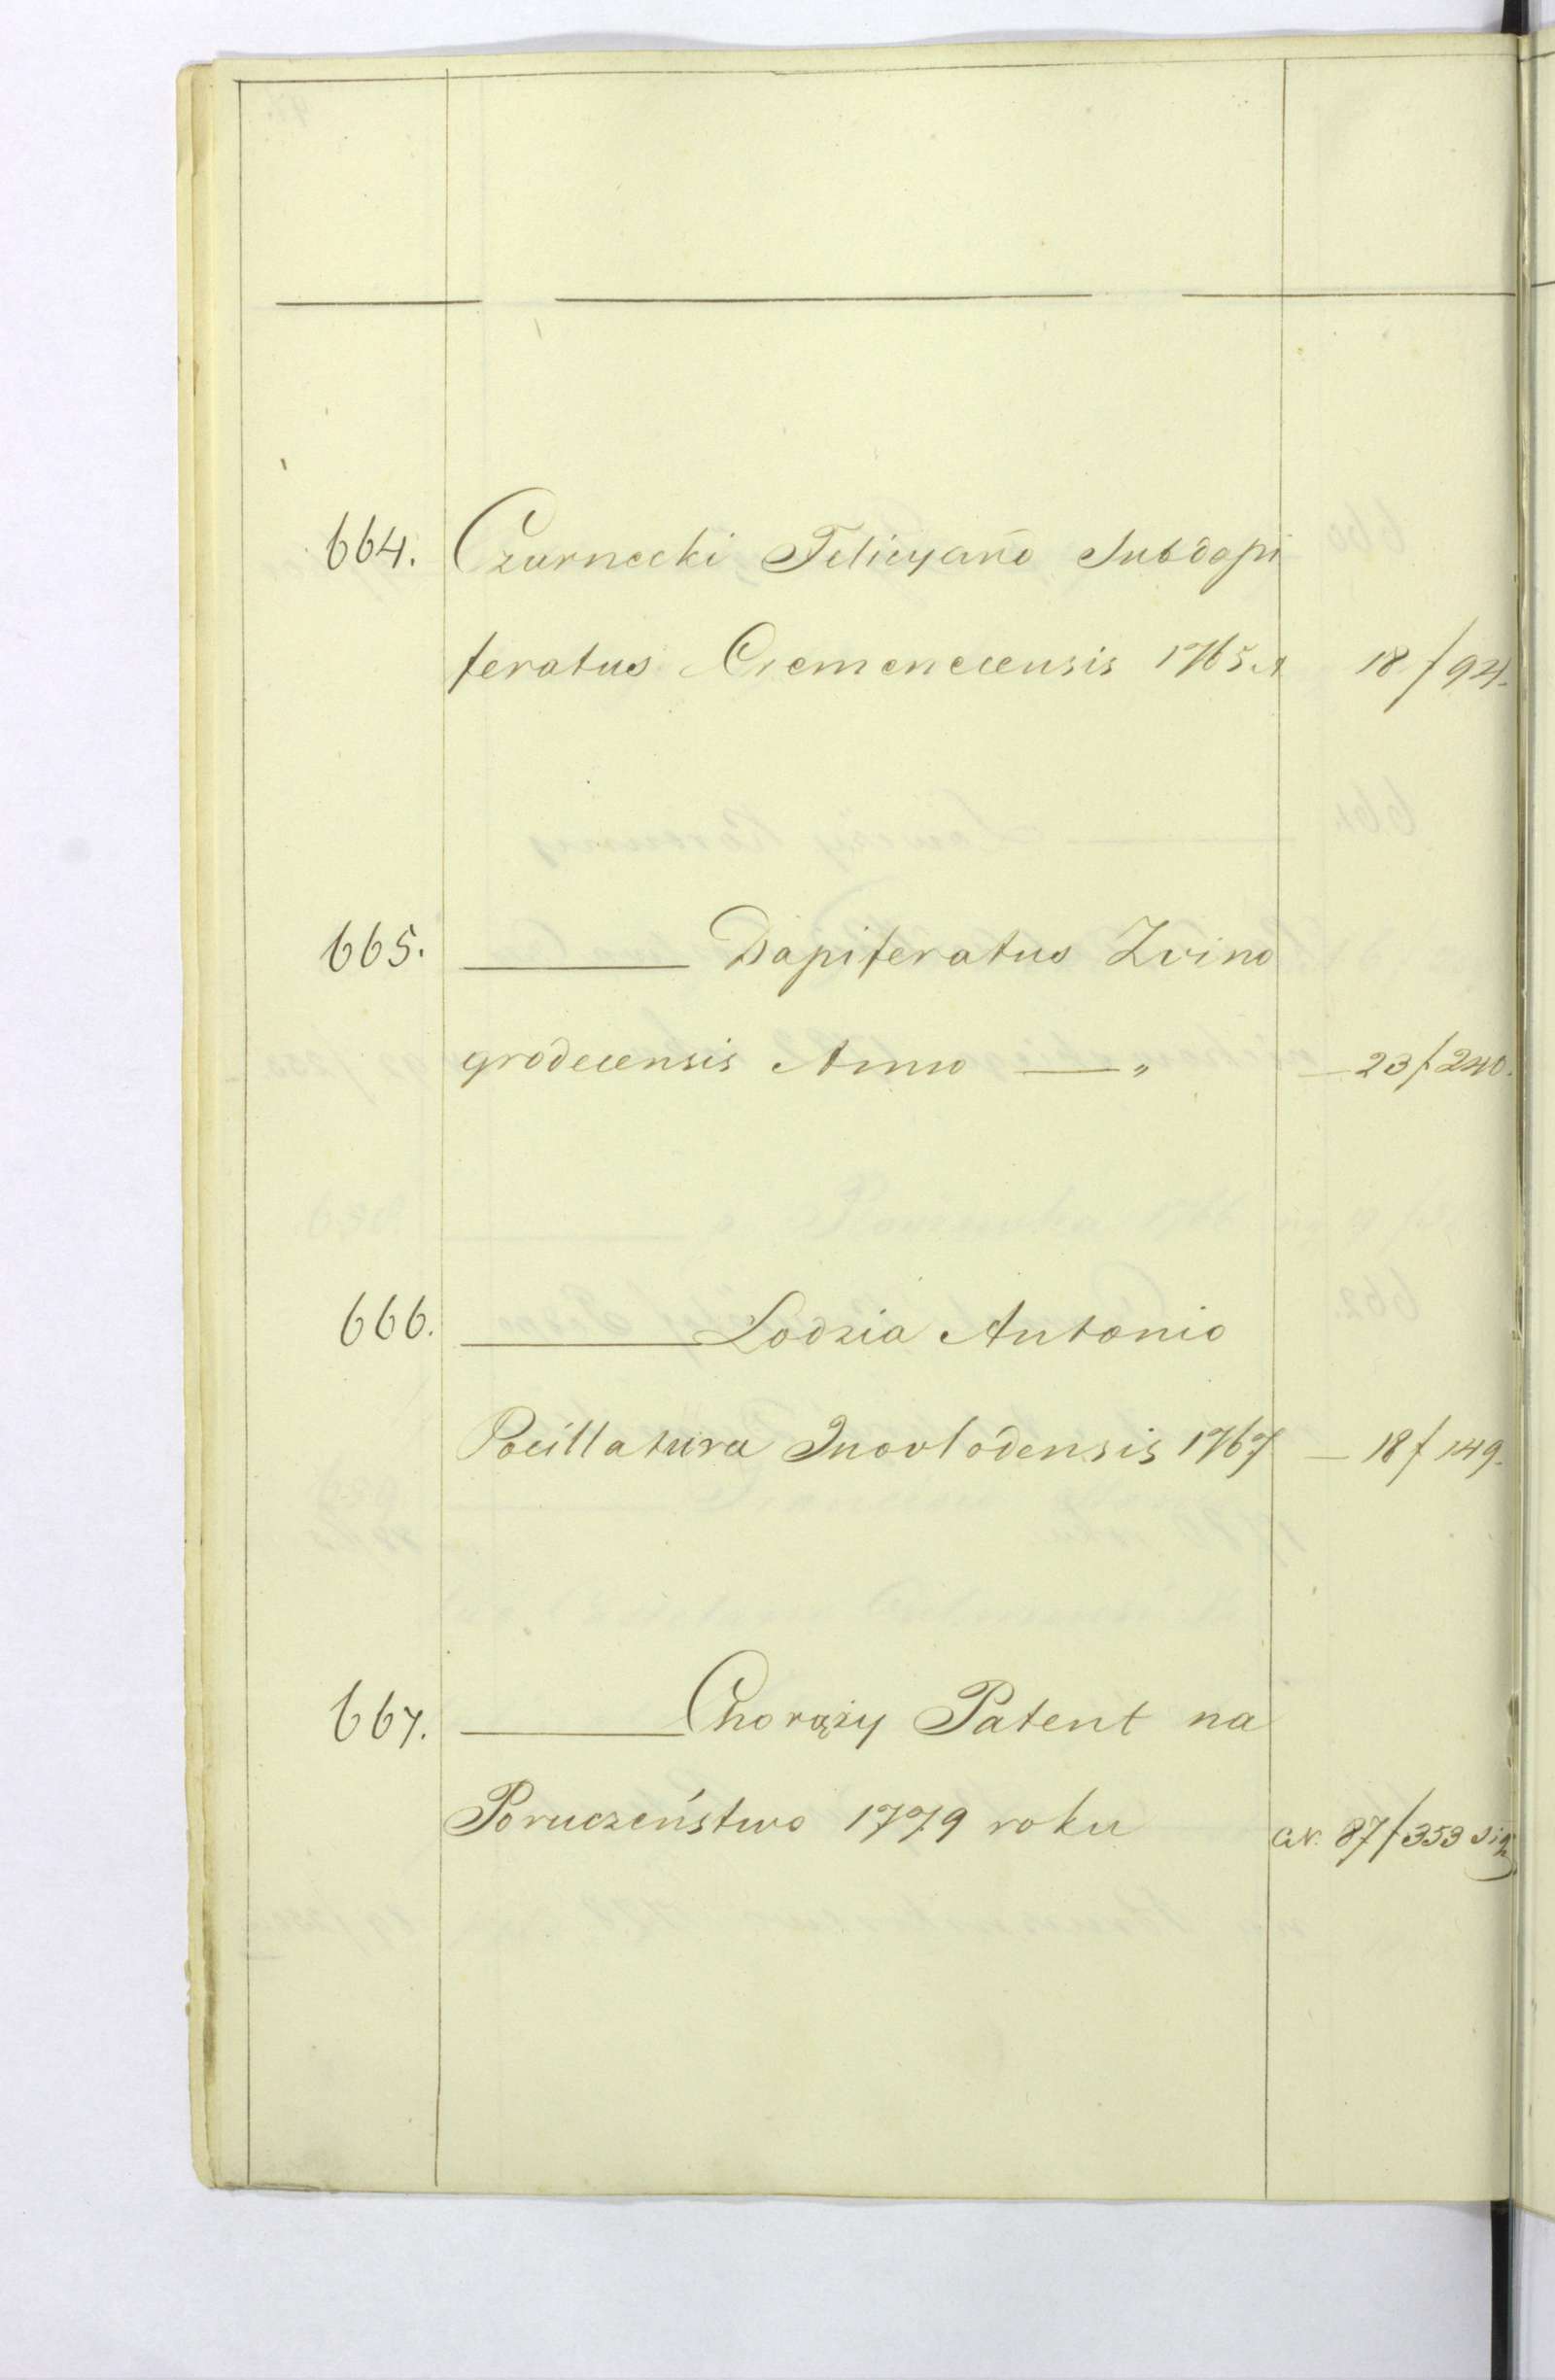 664. Czarnecki Felicyano Subdapi
feratus Cremenecensis 1765. A 18/94.
665. ——— Dapiferatus Zvino
grodecensis Anno —— „ — 23/240.
666. ——— Lodzia Antonio
Pocillatura Inovlodensis 1767 — 18/149.
667. ——— Chorąży Patent na
Poruczeństwo 1779 roku 87/353 sig